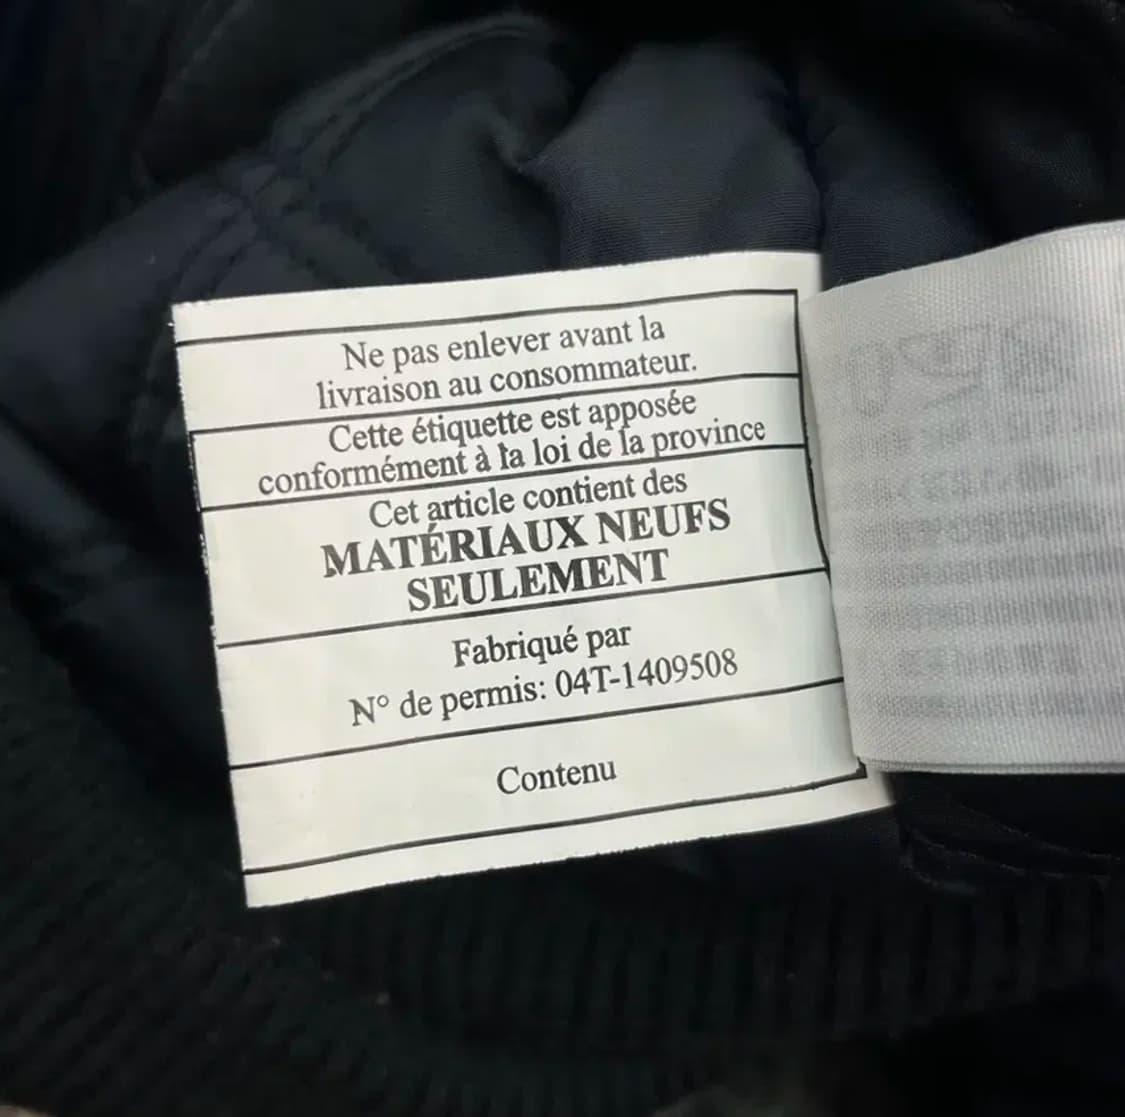 Ne pas enlever avant la
livraison au consommateur.
Cette étiquette est apposée
conformément à la loi de la province
Cet article contient des
MATÉRIAUX NEUFS
SEULEMENT
Fabriqué par
N° de permis: 04T-1409508
Contenu